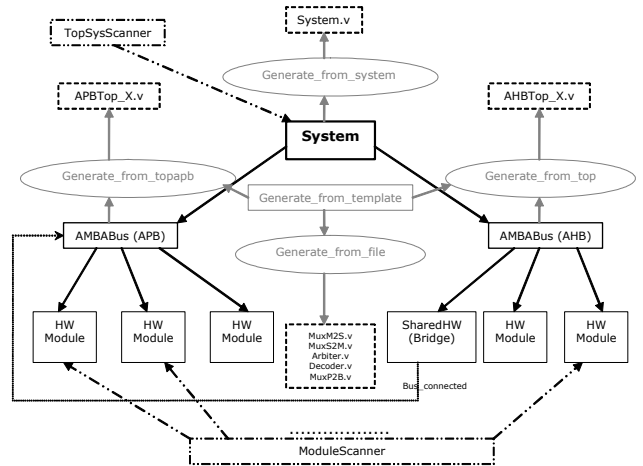 System.v
TopSysScanner
Generate_from_system
APBTop_X.v
AHBTop_X.v
System
Generate_from_topapb
Generate_from_top
Generate_from_template
AMBABus (APB)
AMBABus (AHB)
Generate_from_file
HW
Module
HW
Module
HW
Module
MuxM2S.v
MuxS2M.v
Arbiter.v
Decoder.v
MuxP2B.v
SharedHW
(Bridge)
HW
Module
HW
Module
Bus_connected
ModuleScanner